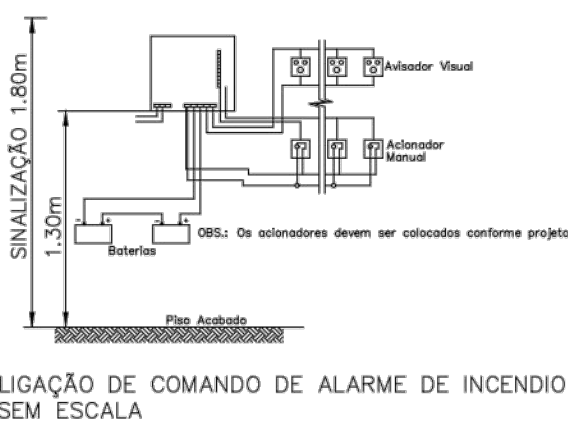 SINALIZAÇÃO 1.80m
1.30m
Avisador Visual
Acionador
Manual
- + - +
Baterias
OBS.: Os acionadores devem ser colocados conforme projeto
Piso Acabado
LIGAÇÃO DE COMANDO DE ALARME DE INCENDIO
SEM ESCALA